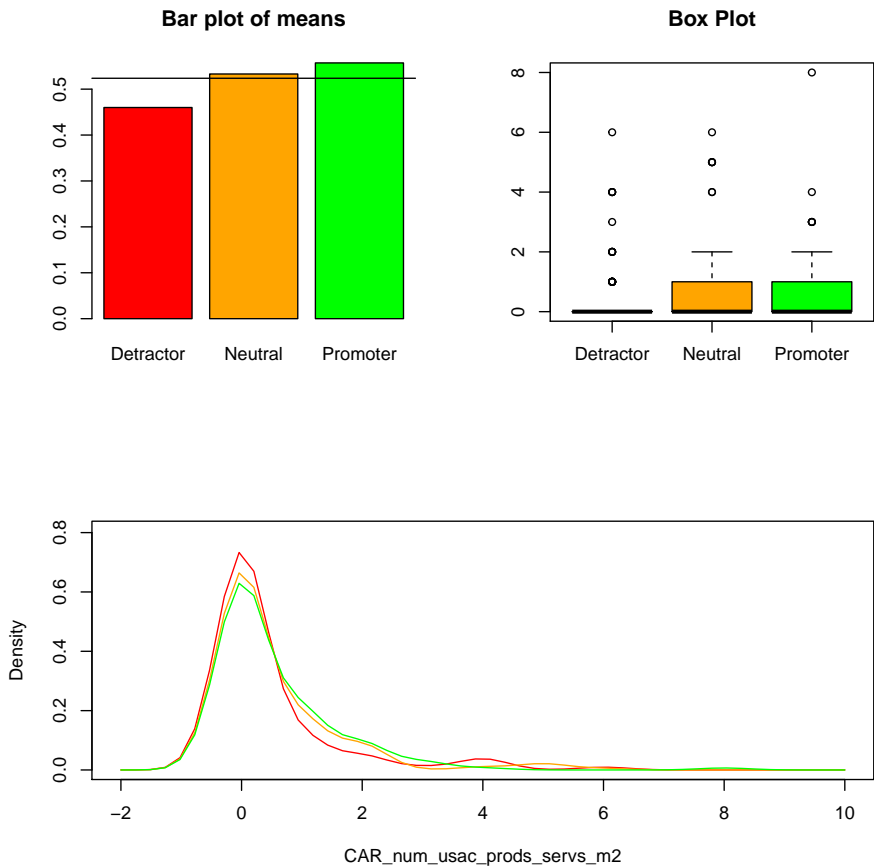 Bar plot of means
0.0
0.1
0.2
0.3
0.4
0.5
Detractor Neutral Promoter
Box Plot
0
2
4
6
8
Detractor Neutral Promoter
Density
0.0
0.2
0.4
0.6
0.8
−2 0 2 4 6 8 10
CAR_num_usac_prods_servs_m2